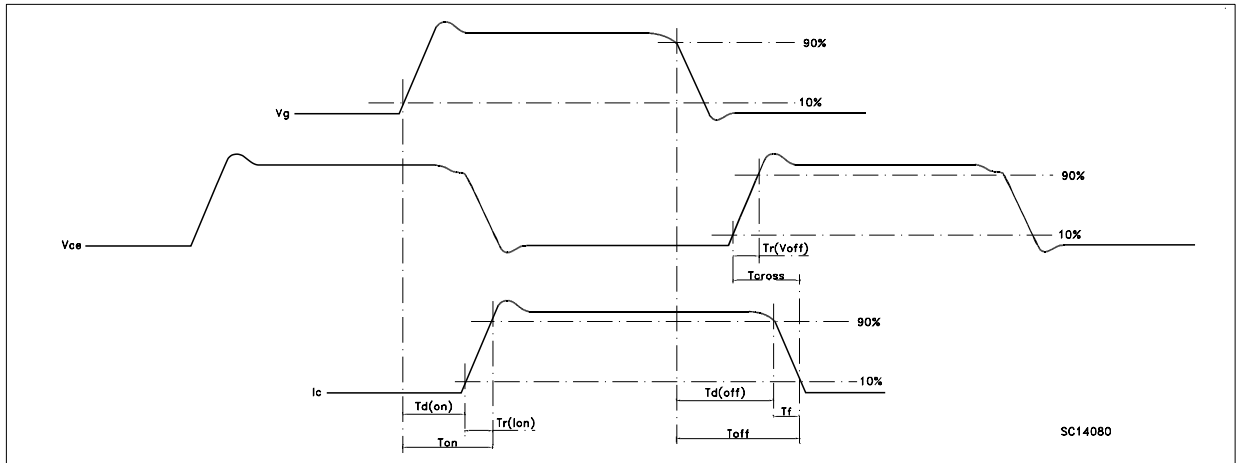 90%
10%
Vg
90%
Vce
10%
Tr(Voff)
Tcross
90%
10%
Ic
Td(on)
Td(off)
Tr(Ion)
Tf
Ton
Toff
SC14080